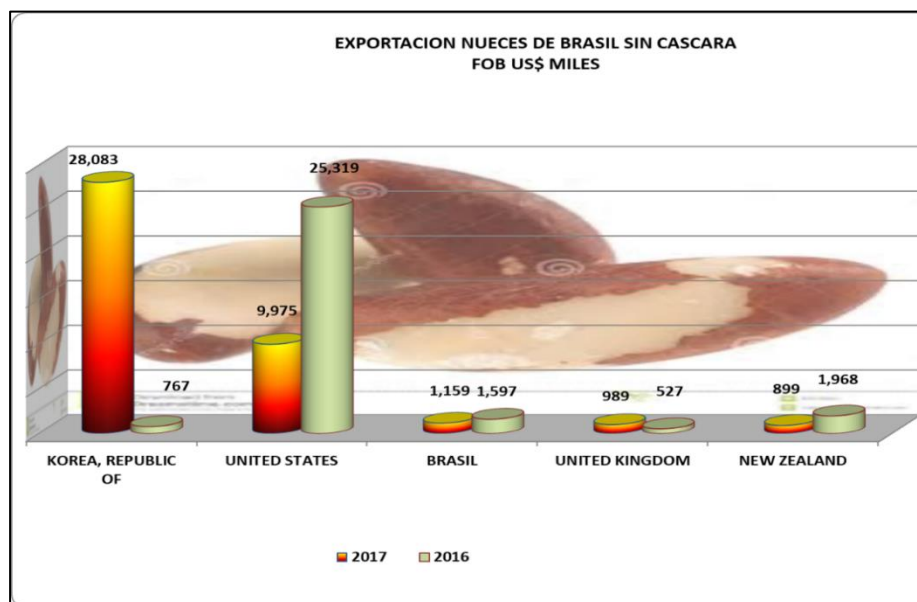 EXPORTACION NUECES DE BRASIL SIN CASCARA
FOB US$ MILES
28,083
767
9,975
25,319
1,159
1,597
989
527
899
1,968
KOREA, REPUBLIC
OF
UNITED STATES
BRASIL
UNITED KINGDOM
NEW ZEALAND
2017
2016